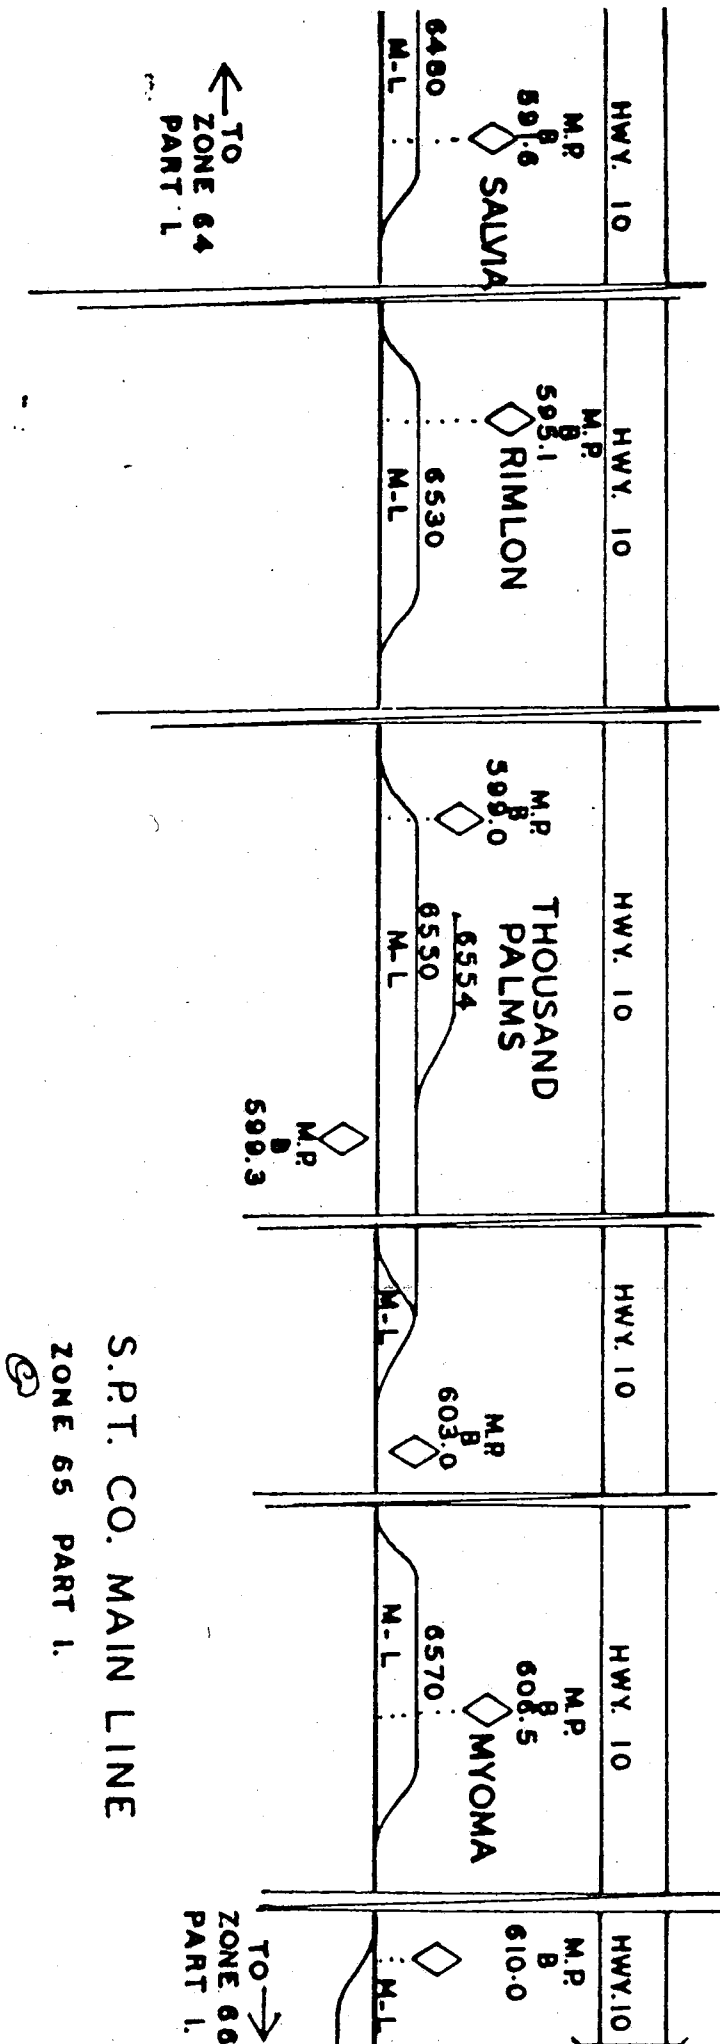 HWY. 10
M.P.
B
589.6
SALVIA
6480
M-L
TO
ZONE 64
PART 1.
HWY. 10
M.P.
B
595.1
RIMLON
6530
M-L
HWY. 10
M.P.
B
599.0
THOUSAND
PALMS
6554
6550
M-L
M.P.
B
599.3
HWY. 10
M-L
M.P.
B
603.0
HWY. 10
M.P.
B
606.5
MYOMA
6570
M-L
HWY. 10
M.P.
B
610.0
M-L
TO
ZONE 66
PART 1.
S.P.T. CO. MAIN LINE
ZONE 65 PART 1.